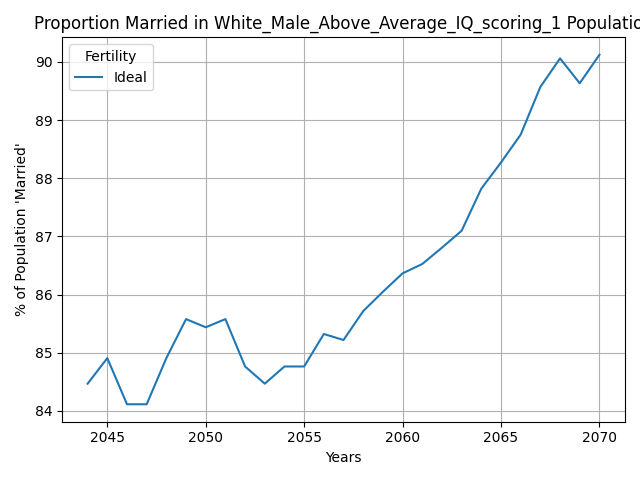 Proportion Married in White_Male_Above_Average_IQ_scoring_1 Populatio
Fertility
Ideal
% of Population 'Married'
90
89
88
87
86
85
84
2045 2050 2055 2060 2065 2070
Years